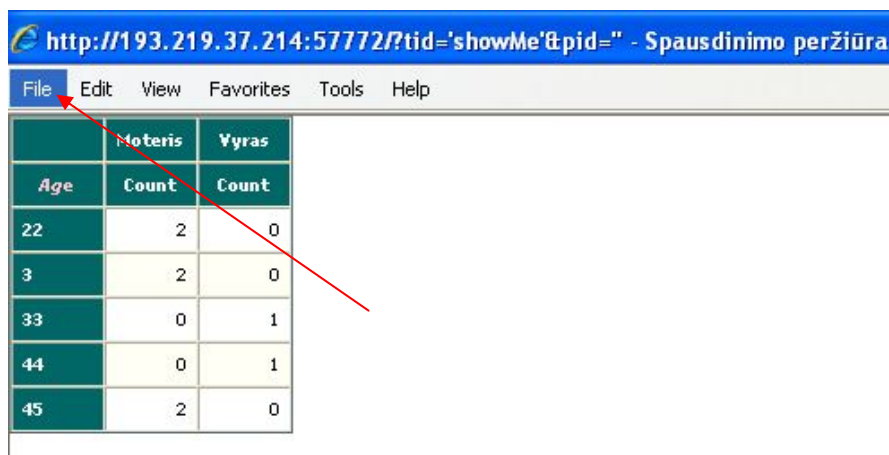 http://193.219.37.214:57772/?tid='showMe'&pid='' - Spausdinimo peržiūra
File Edit View Favorites Tools Help
Moteris Vyras
Age Count Count
22 2 0
3 2 0
33 0 1
44 0 1
45 2 0